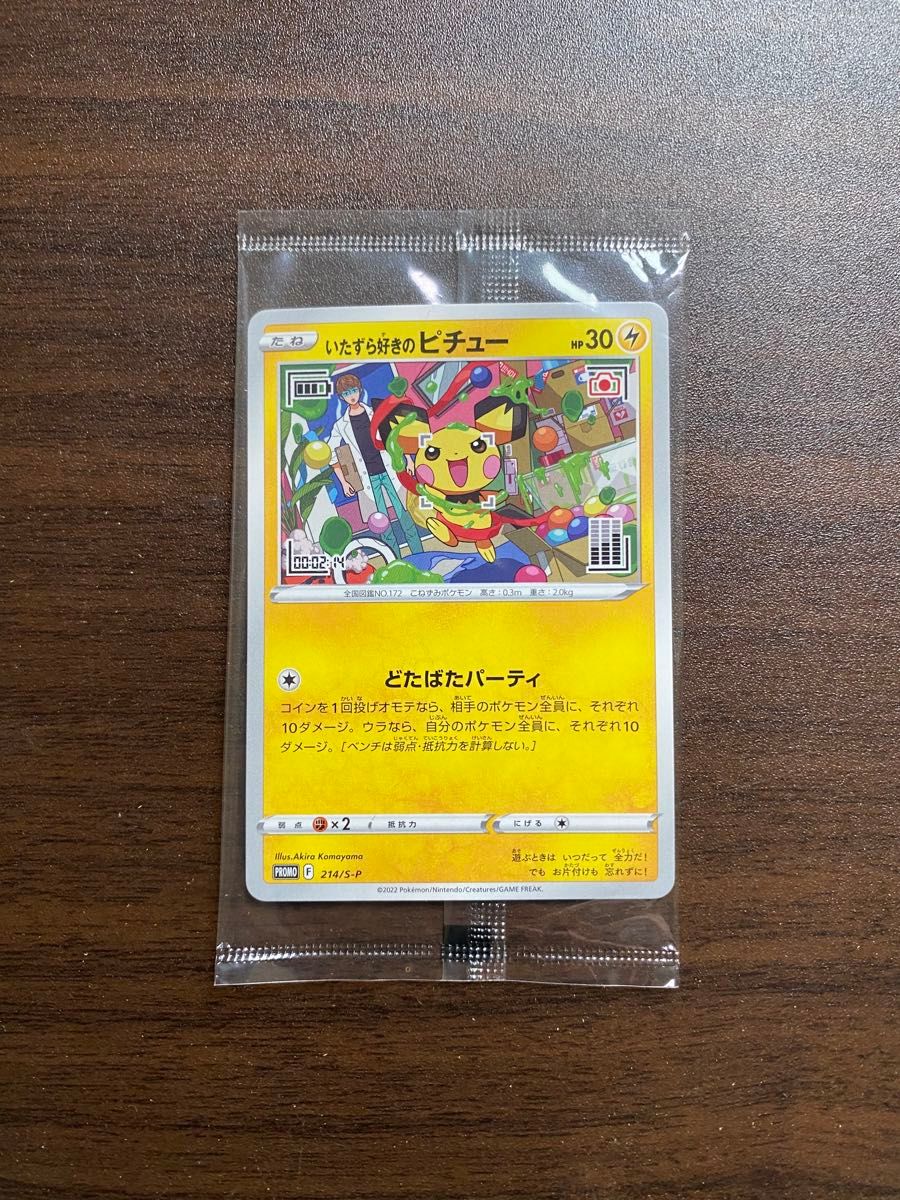 たね いたずら好きの ピチュー HP 30
00:02:14
全国図鑑NO.172 こねずみポケモン 高さ：0.3m 重さ：2.0kg
どたばたパーティ
コインを1回投げオモテなら、相手のポケモン全員に、それぞれ
10ダメージ。ウラなら、自分のポケモン全員に、それぞれ10
ダメージ。[ベンチは弱点・抵抗力を計算しない。]
弱点 ×2 抵抗力 にげる
Illus.Akira Komayama
遊ぶときは いつだって 全力だ!
でも お片付けも 忘れずに!
PROMO F 214/S-P
©2022 Pokémon/Nintendo/Creatures/GAME FREAK.